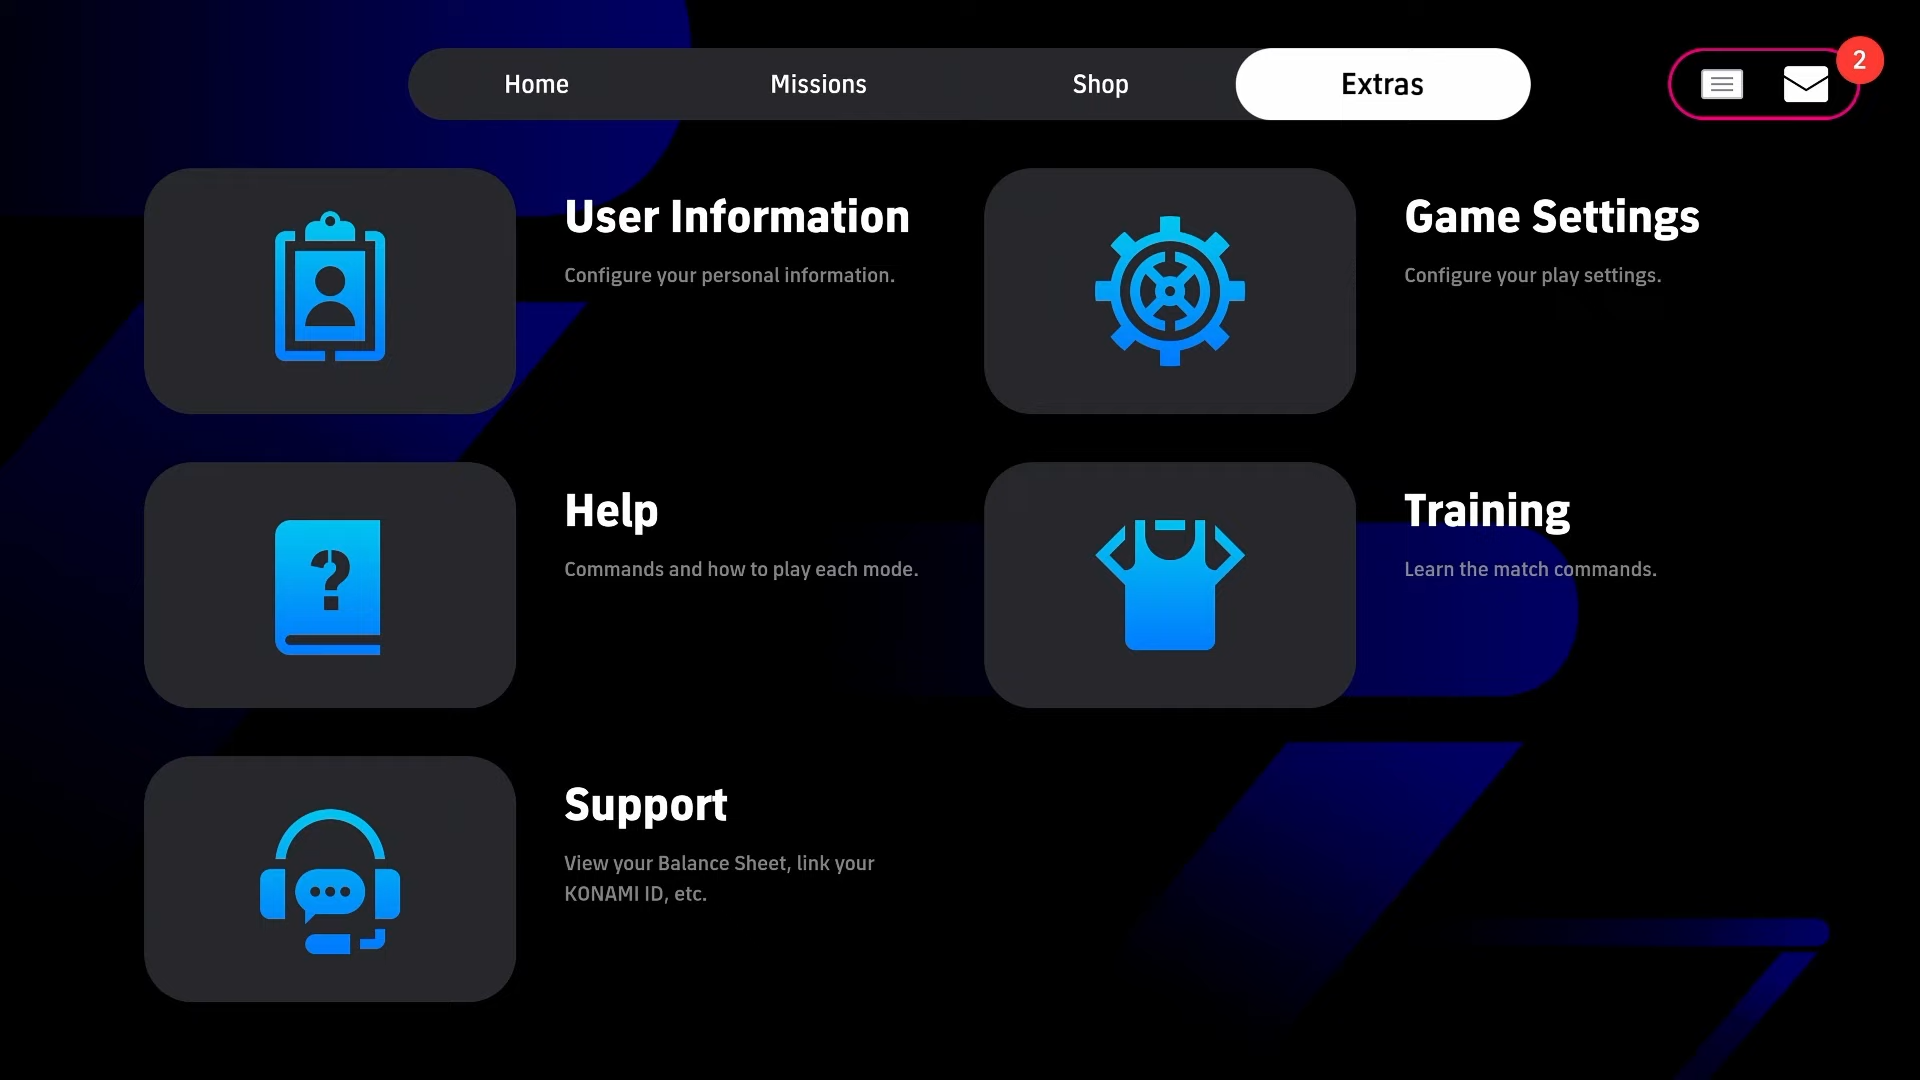 Home
Missions
Shop
Extras
2
User Information
Configure your personal information.
Game Settings
Configure your play settings.
?
Help
Commands and how to play each mode.
Training
Learn the match commands.
Support
View your Balance Sheet, link your
KONAMI ID, etc.